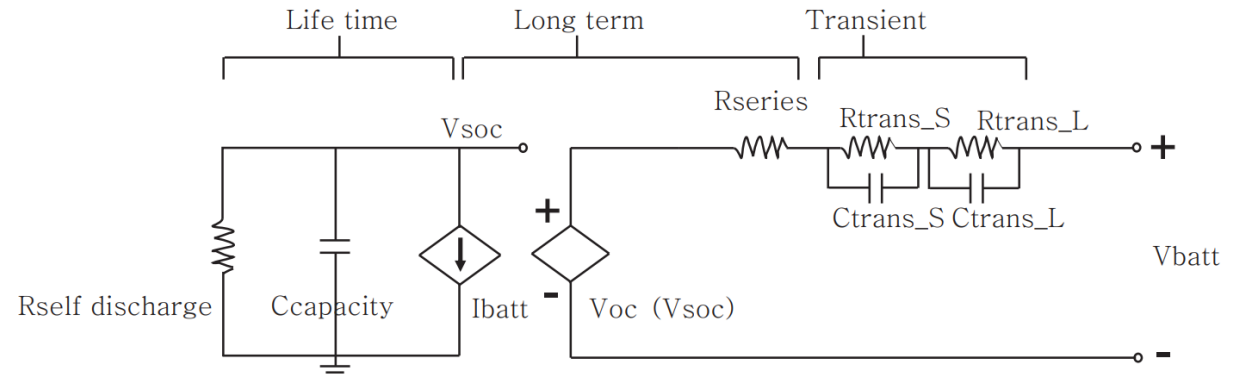 Life time
Long term
Transient
Rseries
Rtrans_S
Rtrans_L
Vsoc
+
Ctrans_S
Ctrans_L
+
Vbatt
Rself discharge
Ccapacity
Ibatt
-
Voc (Vsoc)
-